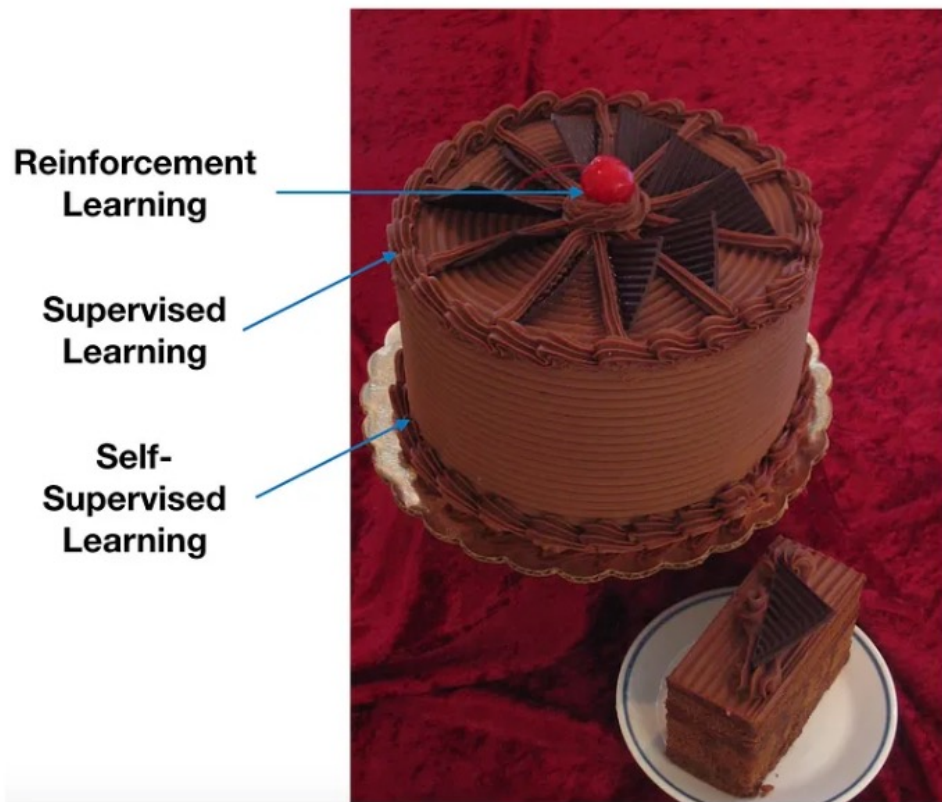 Reinforcement
Learning
Supervised
Learning
Self-
Supervised
Learning